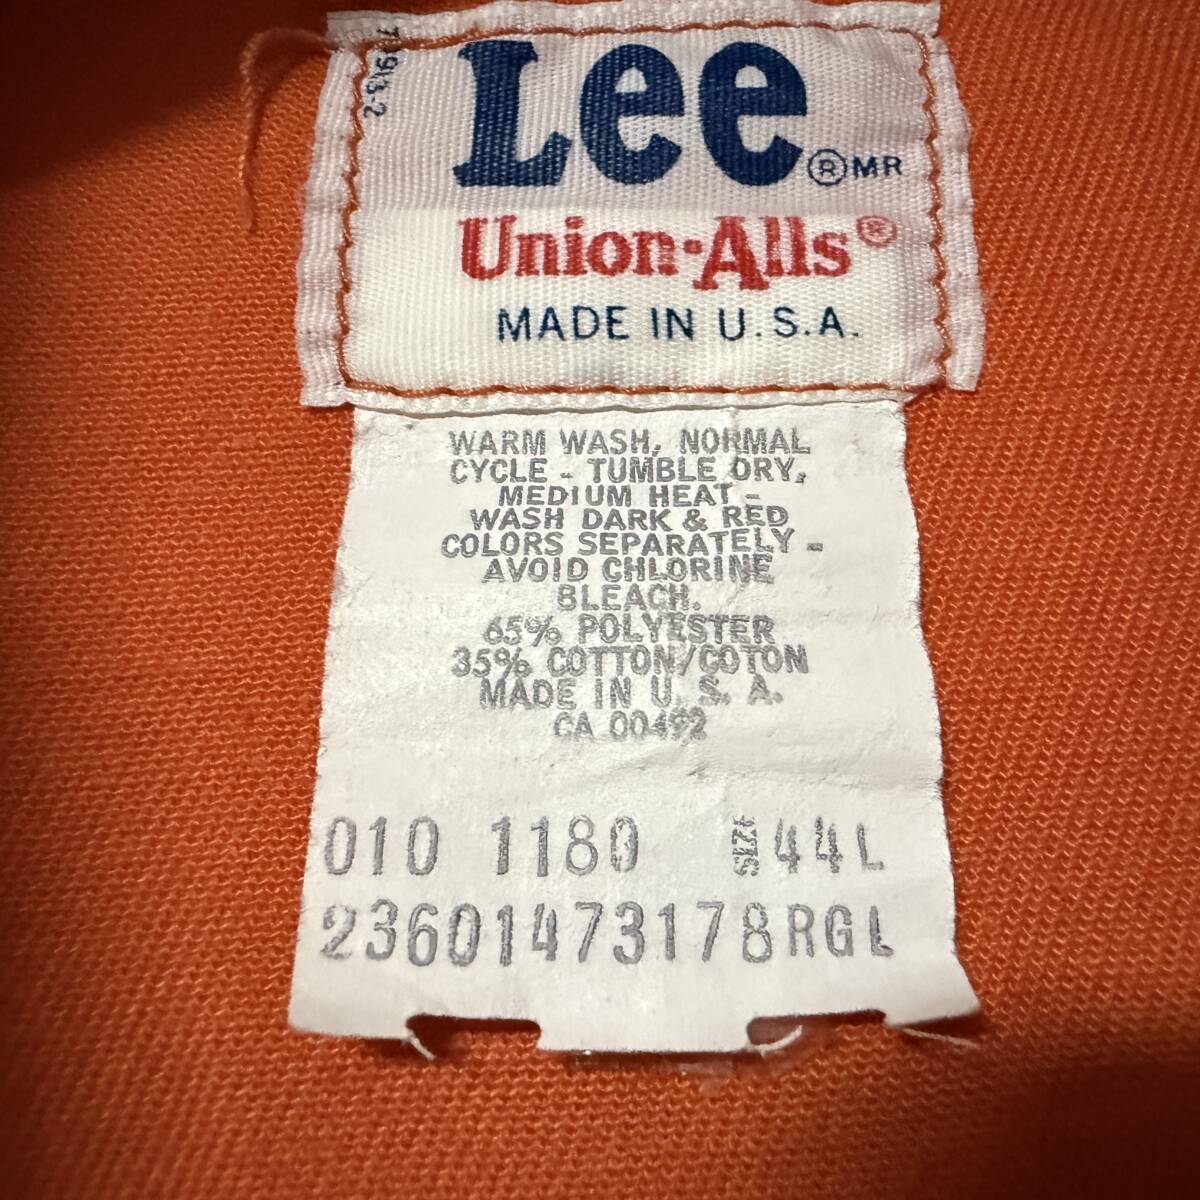 Lee ® MR
Union-Alls®
MADE IN U.S.A.
WARM WASH, NORMAL
CYCLE - TUMBLE DRY,
MEDIUM HEAT -
WASH DARK & RED
COLORS SEPARATELY -
AVOID CHLORINE
BLEACH.
65% POLYESTER
35% COTTON/COTON
MADE IN U.S.A.
CA 00492
010 1180 SIZE 44L
23601473178RGL